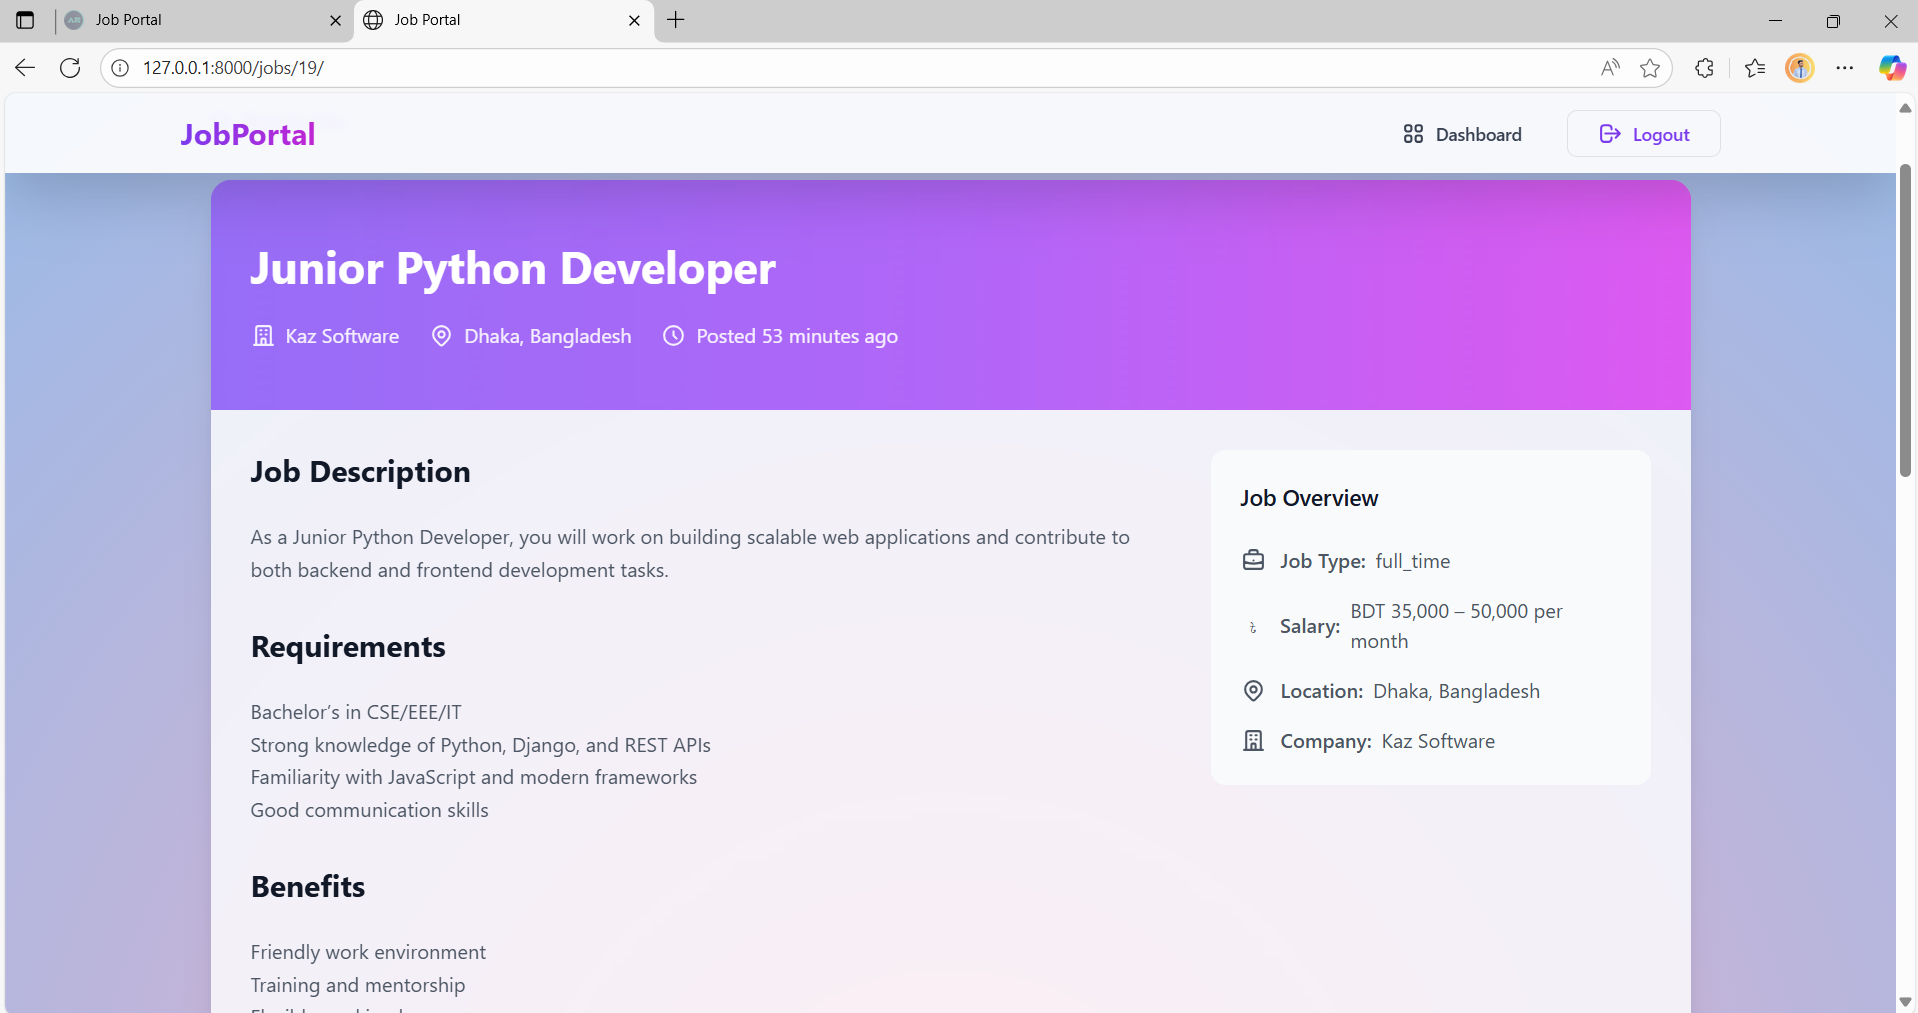 Job Portal
Job Portal
127.0.0.1:8000/jobs/19/
JobPortal
Dashboard
Logout
Junior Python Developer
Kaz Software
Dhaka, Bangladesh
Posted 53 minutes ago
Job Description
As a Junior Python Developer, you will work on building scalable web applications and contribute to
both backend and frontend development tasks.
Requirements
Bachelor’s in CSE/EEE/IT
Strong knowledge of Python, Django, and REST APIs
Familiarity with JavaScript and modern frameworks
Good communication skills
Benefits
Friendly work environment
Training and mentorship
Job Overview
Job Type: full_time
৳ Salary: BDT 35,000 – 50,000 per
month
Location: Dhaka, Bangladesh
Company: Kaz Software